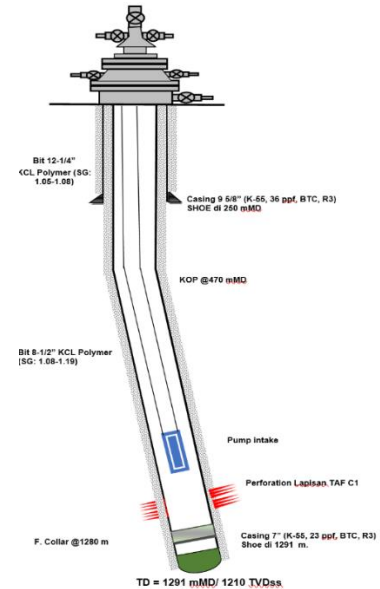 Bit 12-1/4"
KCL Polymer (SG:
1.05-1.08)
Casing 9 5/8" (K-55, 36 ppf, BTC, R3)
SHOE di 250 mMD
KOP @470 mMD
Bit 8-1/2" KCL Polymer
(SG: 1.08-1.19)
Pump intake
Perforation Lapisan TAF C1
F. Collar @1280 m
Casing 7" (K-55, 23 ppf, BTC, R3)
Shoe di 1291 m.
TD = 1291 mMD/ 1210 TVDss